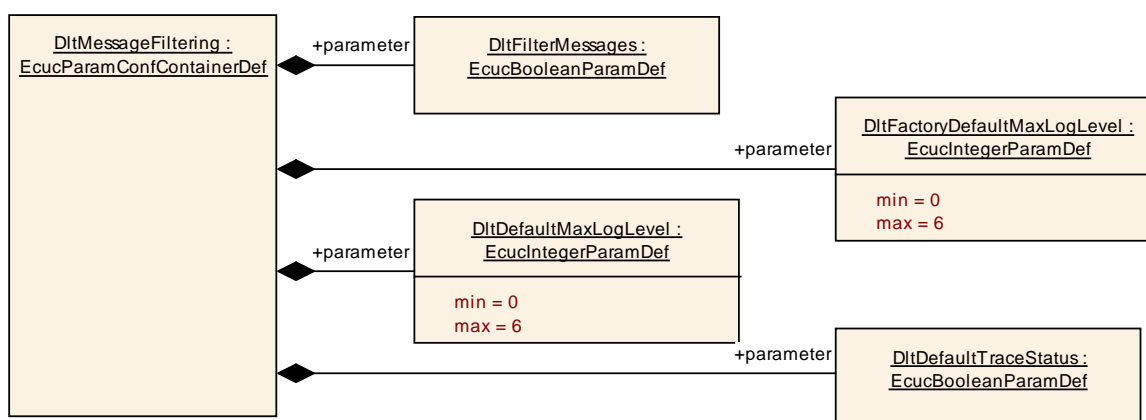 DltMessageFiltering :
EcucParamConfContainerDef
+parameter
DltFilterMessages :
EcucBooleanParamDef
+parameter
DltFactoryDefaultMaxLogLevel :
EcucIntegerParamDef
min = 0
max = 6
+parameter
DltDefaultMaxLogLevel :
EcucIntegerParamDef
min = 0
max = 6
+parameter
DltDefaultTraceStatus :
EcucBooleanParamDef